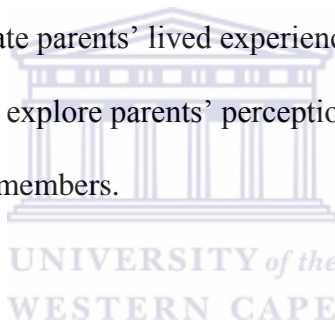 ate parents’ lived experienc
explore parents’ perceptio
members.
UNIVERSITY of the
WESTERN CAPE